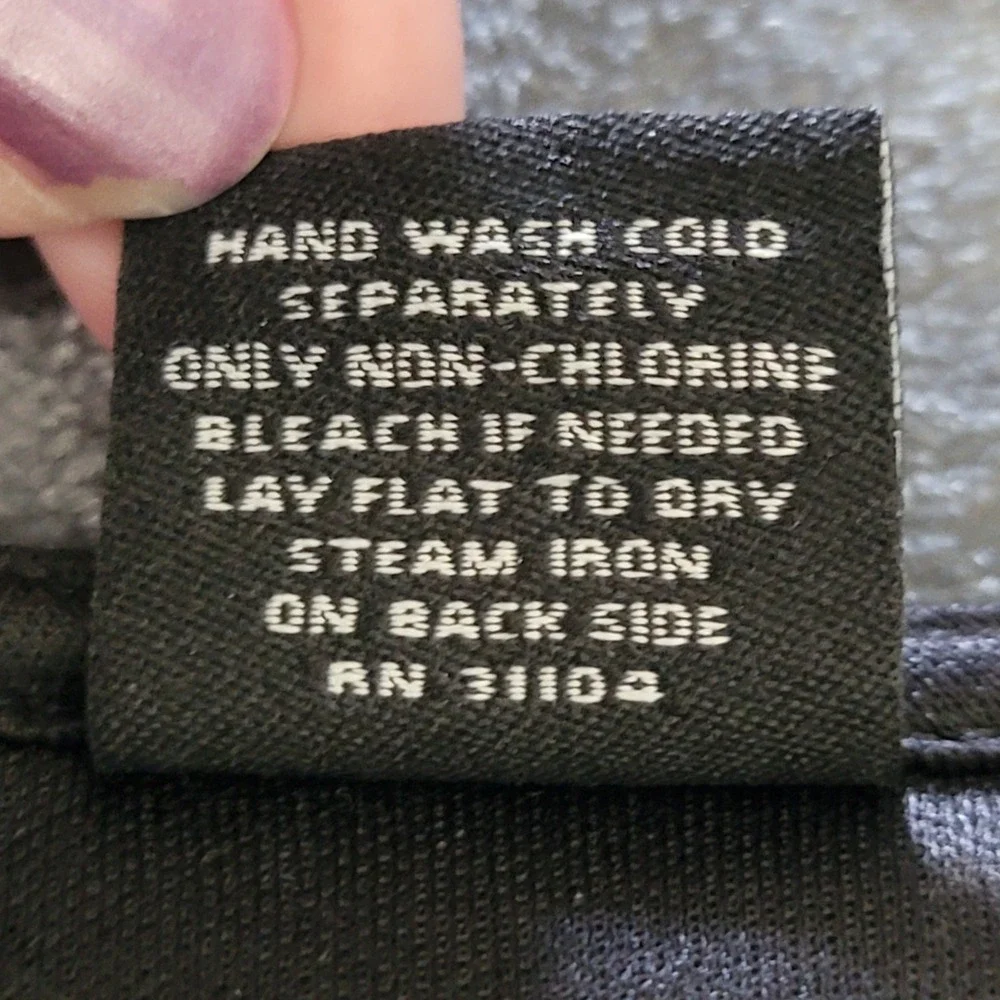 HAND WASH COLD
SEPARATELY
ONLY NON-CHLORINE
BLEACH IF NEEDED
LAY FLAT TO DRY
STEAM IRON
ON BACK SIDE
RN 31104